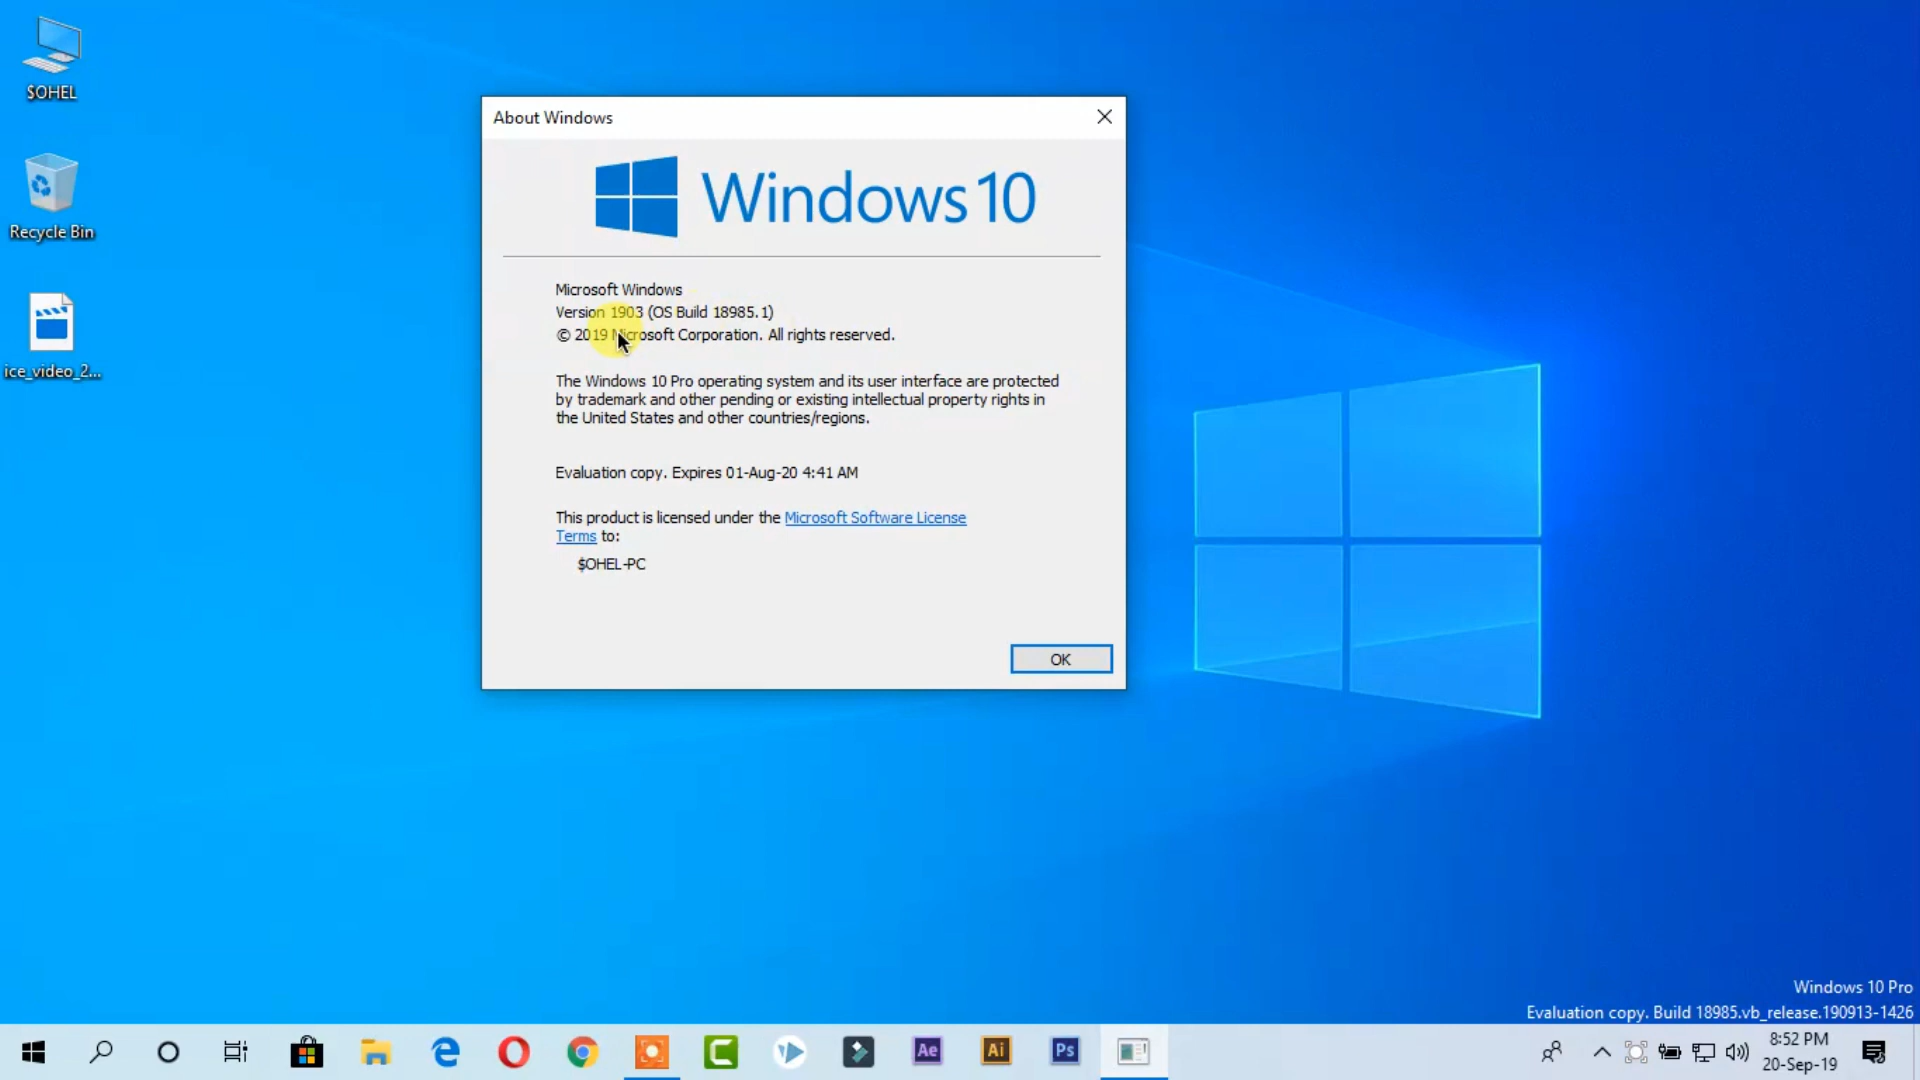 $OHEL
Recycle Bin
ice_video_2...
About Windows
Windows 10
Microsoft Windows
Version 1903 (OS Build 18985.1)
© 2019 Microsoft Corporation. All rights reserved.
The Windows 10 Pro operating system and its user interface are protected
by trademark and other pending or existing intellectual property rights in
the United States and other countries/regions.
Evaluation copy. Expires 01-Aug-20 4:41 AM
This product is licensed under the Microsoft Software License
Terms to:
$OHEL-PC
OK
Windows 10 Pro
Evaluation copy. Build 18985.vb_release.190913-1426
Ae
Ai
Ps
8:52 PM
20-Sep-19